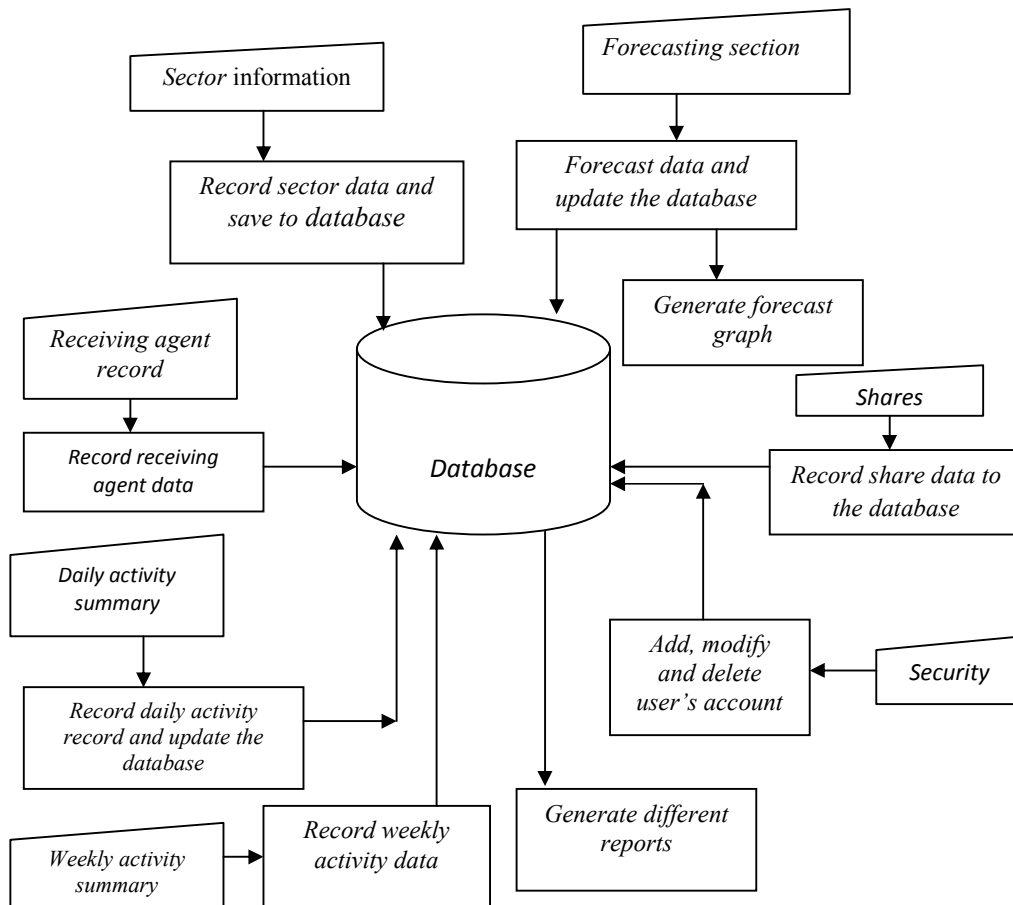 Sector information
Forecasting section
Record sector data and
save to database
Forecast data and
update the database
Generate forecast
graph
Receiving agent
record
Shares
Record receiving
agent data
Database
Record share data to
the database
Daily activity
summary
Add, modify
and delete
user’s account
Security
Record daily activity
record and update the
database
Generate different
reports
Record weekly
activity data
Weekly activity
summary